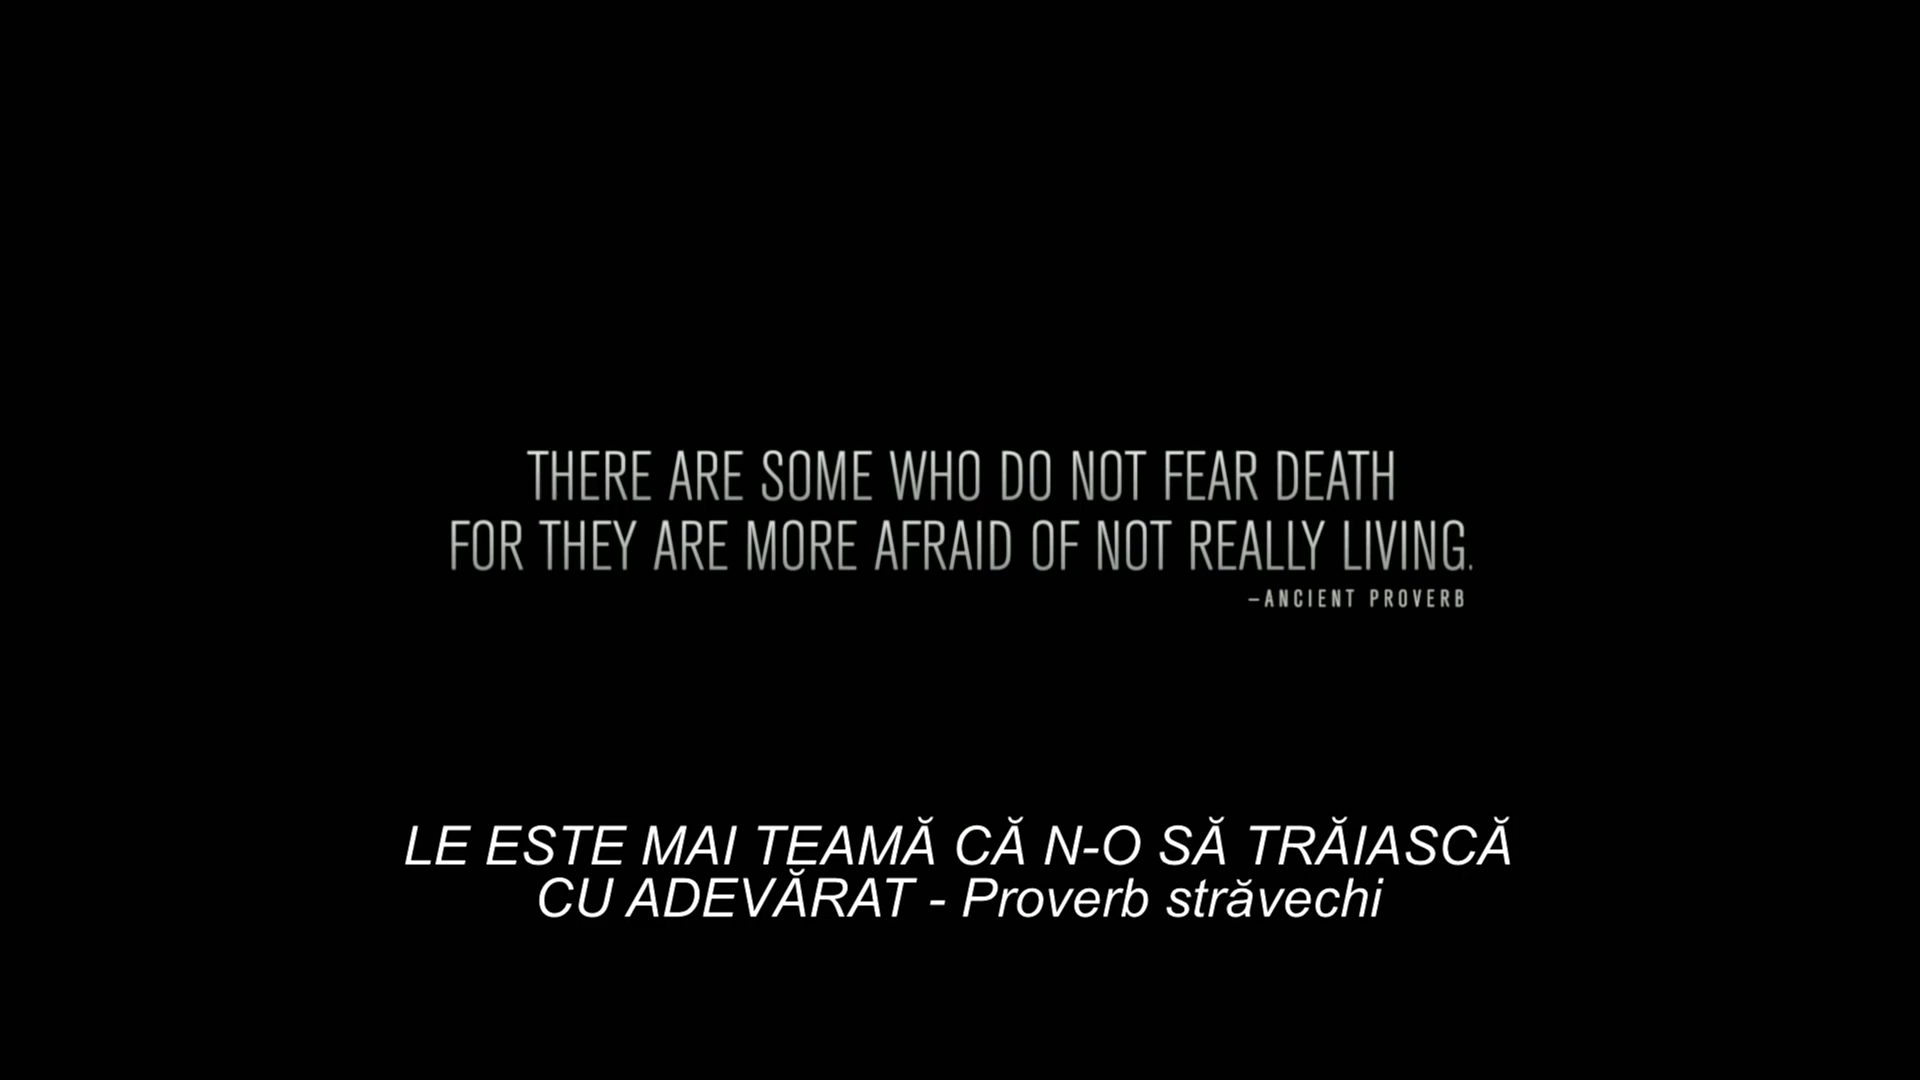 THERE ARE SOME WHO DO NOT FEAR DEATH
FOR THEY ARE MORE AFRAID OF NOT REALLY LIVING.
–ANCIENT PROVERB
LE ESTE MAI TEAMĂ CĂ N-O SĂ TRĂIASCĂ
CU ADEVĂRAT - Proverb străvechi